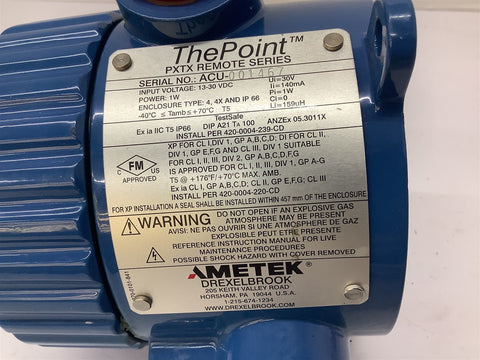 ThePoint™
PXTX REMOTE SERIES
SERIAL NO.: ACU-001467
INPUT VOLTAGE: 13-30 VDC
POWER: 1W
ENCLOSURE TYPE: 4, 4X AND IP 66
-40°C ≤ Tamb ≤ +70°C T5
Ui=30V
Ii=140mA
Pi=1W
Ci=0
Li=159uH
TestSafe
Ex ia IIC T5 IP66 DIP A21 TA 100 ANZEx 05.3011X
INSTALL PER 420-0004-239-CD
XP FOR CL I,DIV 1, GP A,B,C,D; DI FOR CL II,
DIV 1, GP E,F,G AND CL III, DIV 1 SUITABLE
FOR CL I, II, III, DIV 2, GP A,B,C,D,F,G
IS FOR CL I, II, III, DIV 1, GP A-G
T5 @ +176°F/+70°C MAX. AMB.
Ex ia CL I, GP A,B,C,D; CL II, GP E,F,G; CL III
INSTALL PER 420-0004-220-CD
C FM US
APPROVED
FOR XP INSTALLATION A SEAL SHALL BE INSTALLED WITHIN 457 mm OF THE ENCLOSURE
WARNING
DO NOT OPEN IF AN EXPLOSIVE GAS
ATMOSPHERE MAY BE PRESENT
AVIS: NE PAS OUVRIR SI UNE ATMOSPHERE DE GAZ
EXPLOSIBLE PEUT ETRE PRESENTE
REFERENCE INSTRUCTION MANUAL FOR LIVE
MAINTENANCE PROCEDURES
POSSIBLE SHOCK HAZARD WITH COVER REMOVED
AMETEK®
DREXELBROOK
205 KEITH VALLEY ROAD
HORSHAM, PA 19044 U.S.A.
1-215-674-1234
WWW.DREXELBROOK.COM